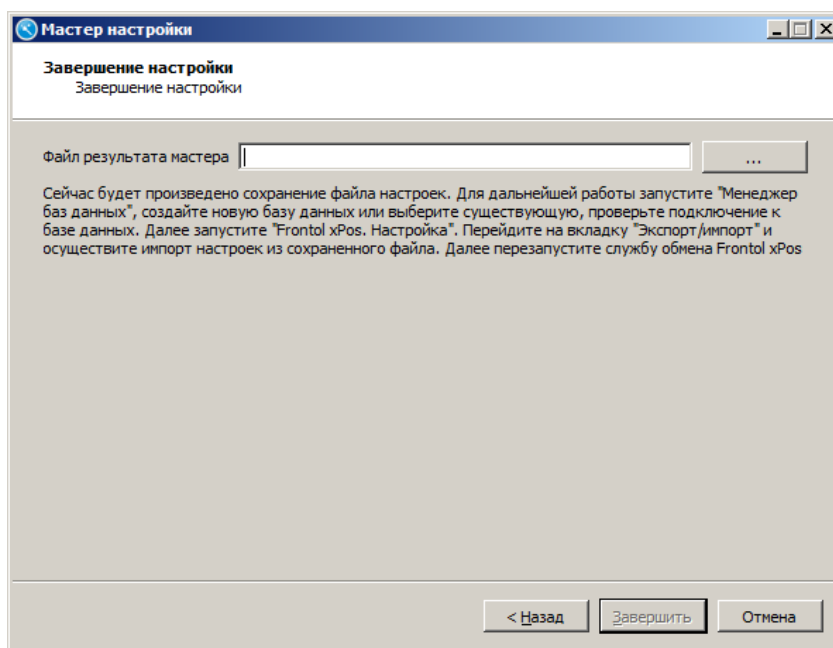 Мастер настройки
Завершение настройки
Завершение настройки
Файл результата мастера
...
Сейчас будет произведено сохранение файла настроек. Для дальнейшей работы запустите "Менеджер
баз данных", создайте новую базу данных или выберите существующую, проверьте подключение к
базе данных. Далее запустите "Frontol xPos. Настройка". Перейдите на вкладку "Экспорт/импорт" и
осуществите импорт настроек из сохраненного файла. Далее перезапустите службу обмена Frontol xPos
< Назад Завершить Отмена